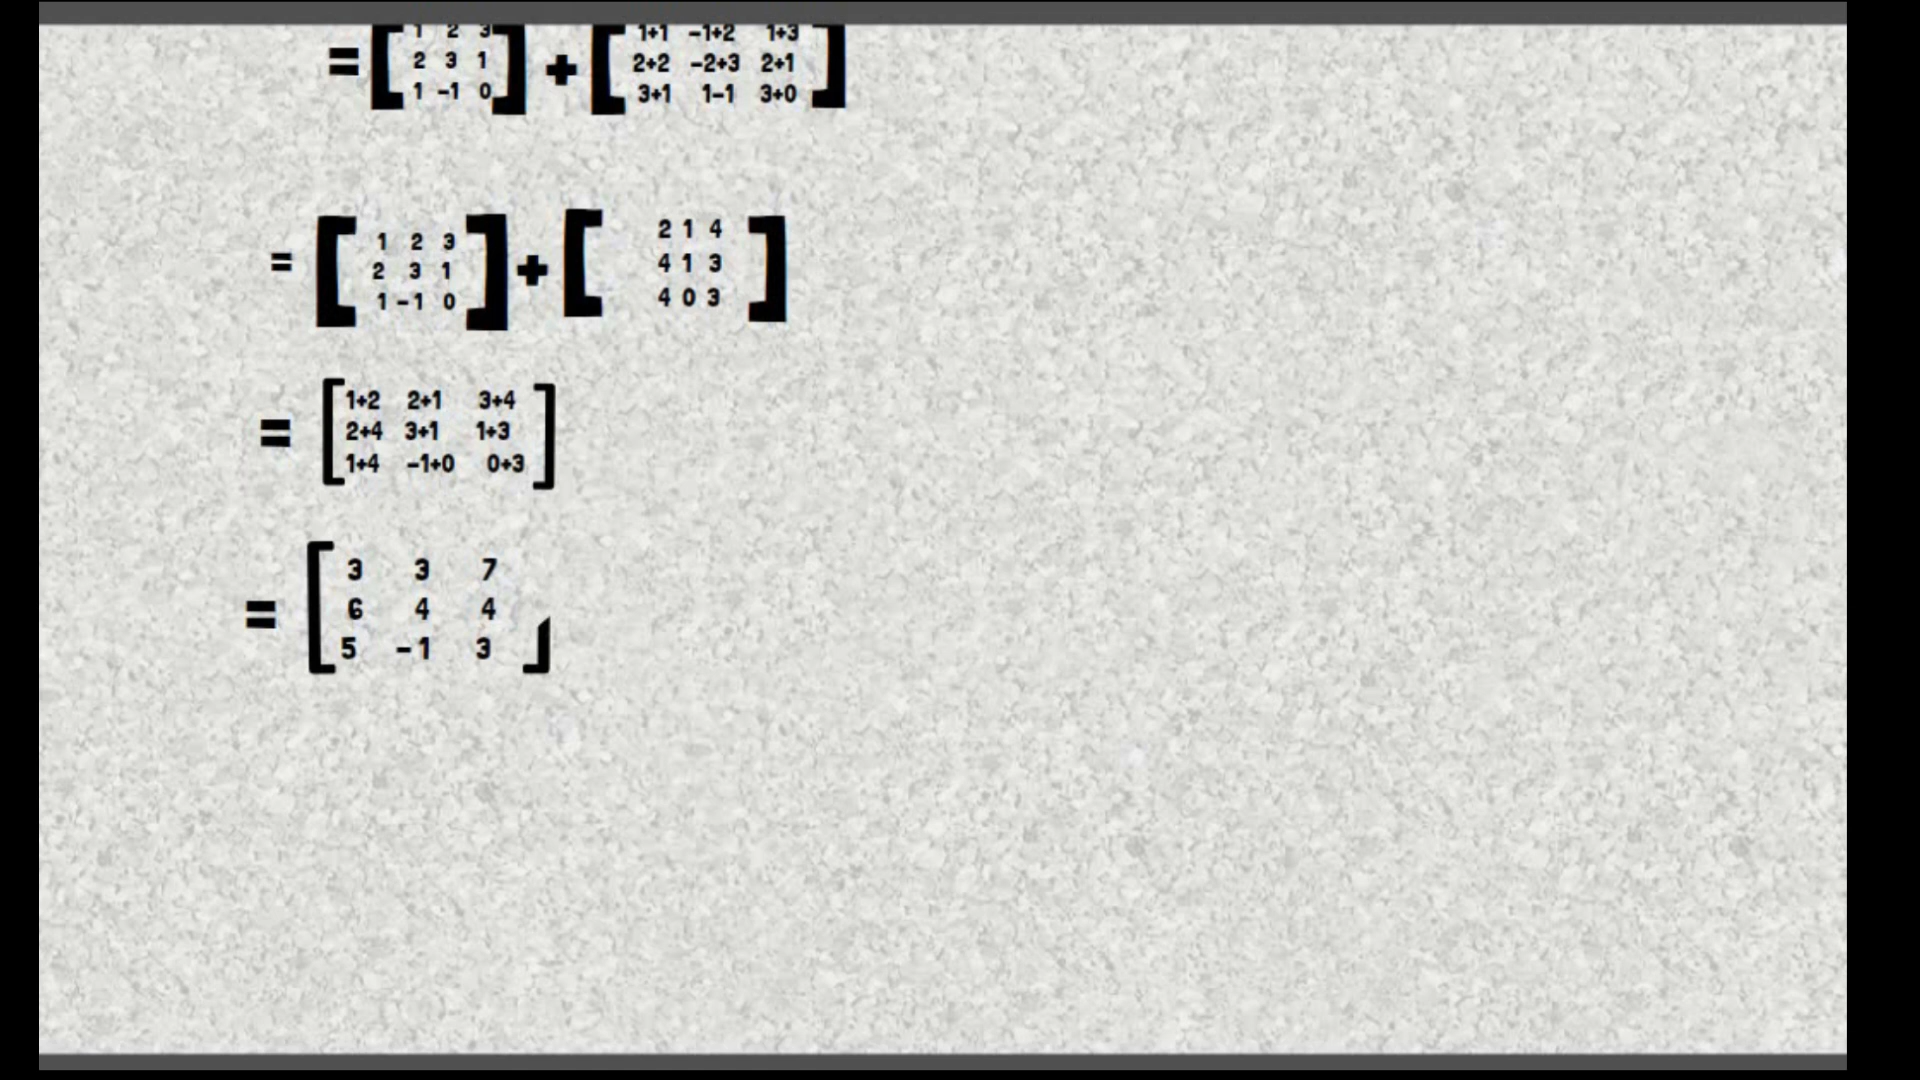 = [ 1 2 3 ] + [ 1+1 -1+2 1+3 ]
2 3 1 2+2 -2+3 2+1
1 -1 0 3+1 1-1 3+0
= [ 1 2 3 ] + [ 2 1 4 ]
2 3 1 4 1 3
1 -1 0 4 0 3
= [ 1+2 2+1 3+4 ]
2+4 3+1 1+3
1+4 -1+0 0+3
= [ 3 3 7
6 4 4
5 -1 3 ]